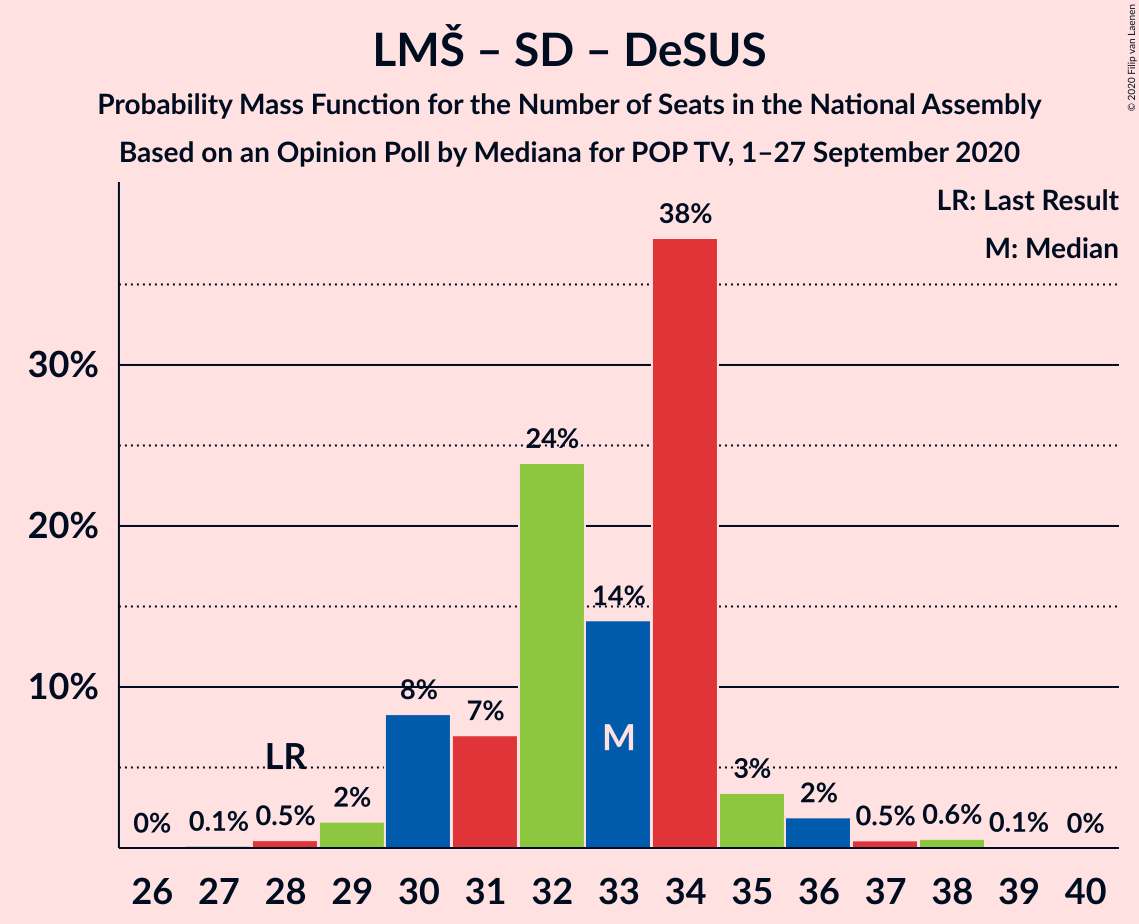 LMŠ – SD – DeSUS
Probability Mass Function for the Number of Seats in the National Assembly
Based on an Opinion Poll by Mediana for POP TV, 1–27 September 2020
© 2020 Filip van Laenen
LR: Last Result
M: Median
38%
30%
24%
20%
14%
10%
8%
7%
M
LR
3%
2%
2%
0%
0.1%
0.5%
0.5%
0.6%
0.1%
0%
26 27 28 29 30 31 32 33 34 35 36 37 38 39 40